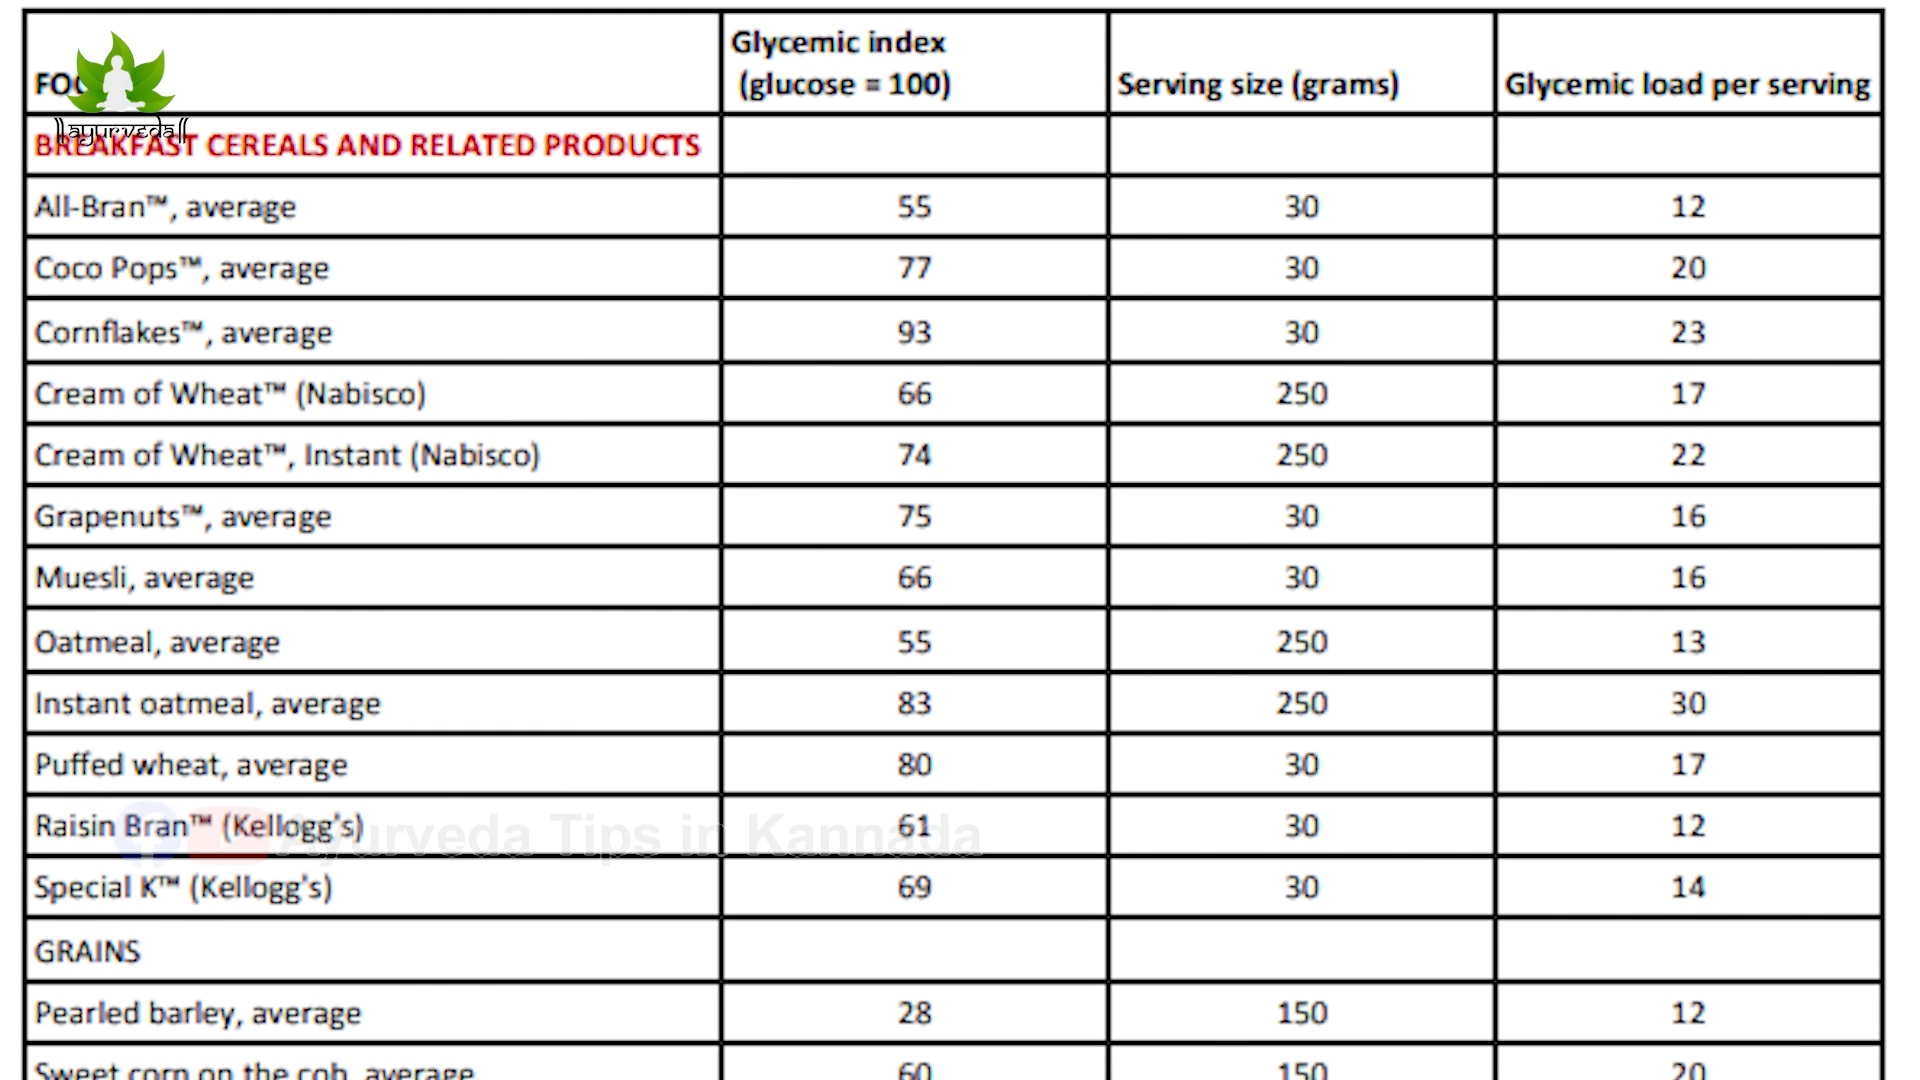 Glycemic index
FOO (glucose = 100) Serving size (grams) Glycemic load per serving
||ayurveda||
BREAKFAST CEREALS AND RELATED PRODUCTS
All-Bran™, average 55 30 12
Coco Pops™, average 77 30 20
Cornflakes™, average 93 30 23
Cream of Wheat™ (Nabisco) 66 250 17
Cream of Wheat™, Instant (Nabisco) 74 250 22
Grapenuts™, average 75 30 16
Muesli, average 66 30 16
Oatmeal, average 55 250 13
Instant oatmeal, average 83 250 30
Puffed wheat, average 80 30 17
Raisin Bran™ (Kellogg's) 61 30 12
Ayurveda Tips in Kannada
Special K™ (Kellogg's) 69 30 14
GRAINS
Pearled barley, average 28 150 12
Sweet corn on the cob, average 60 150 20